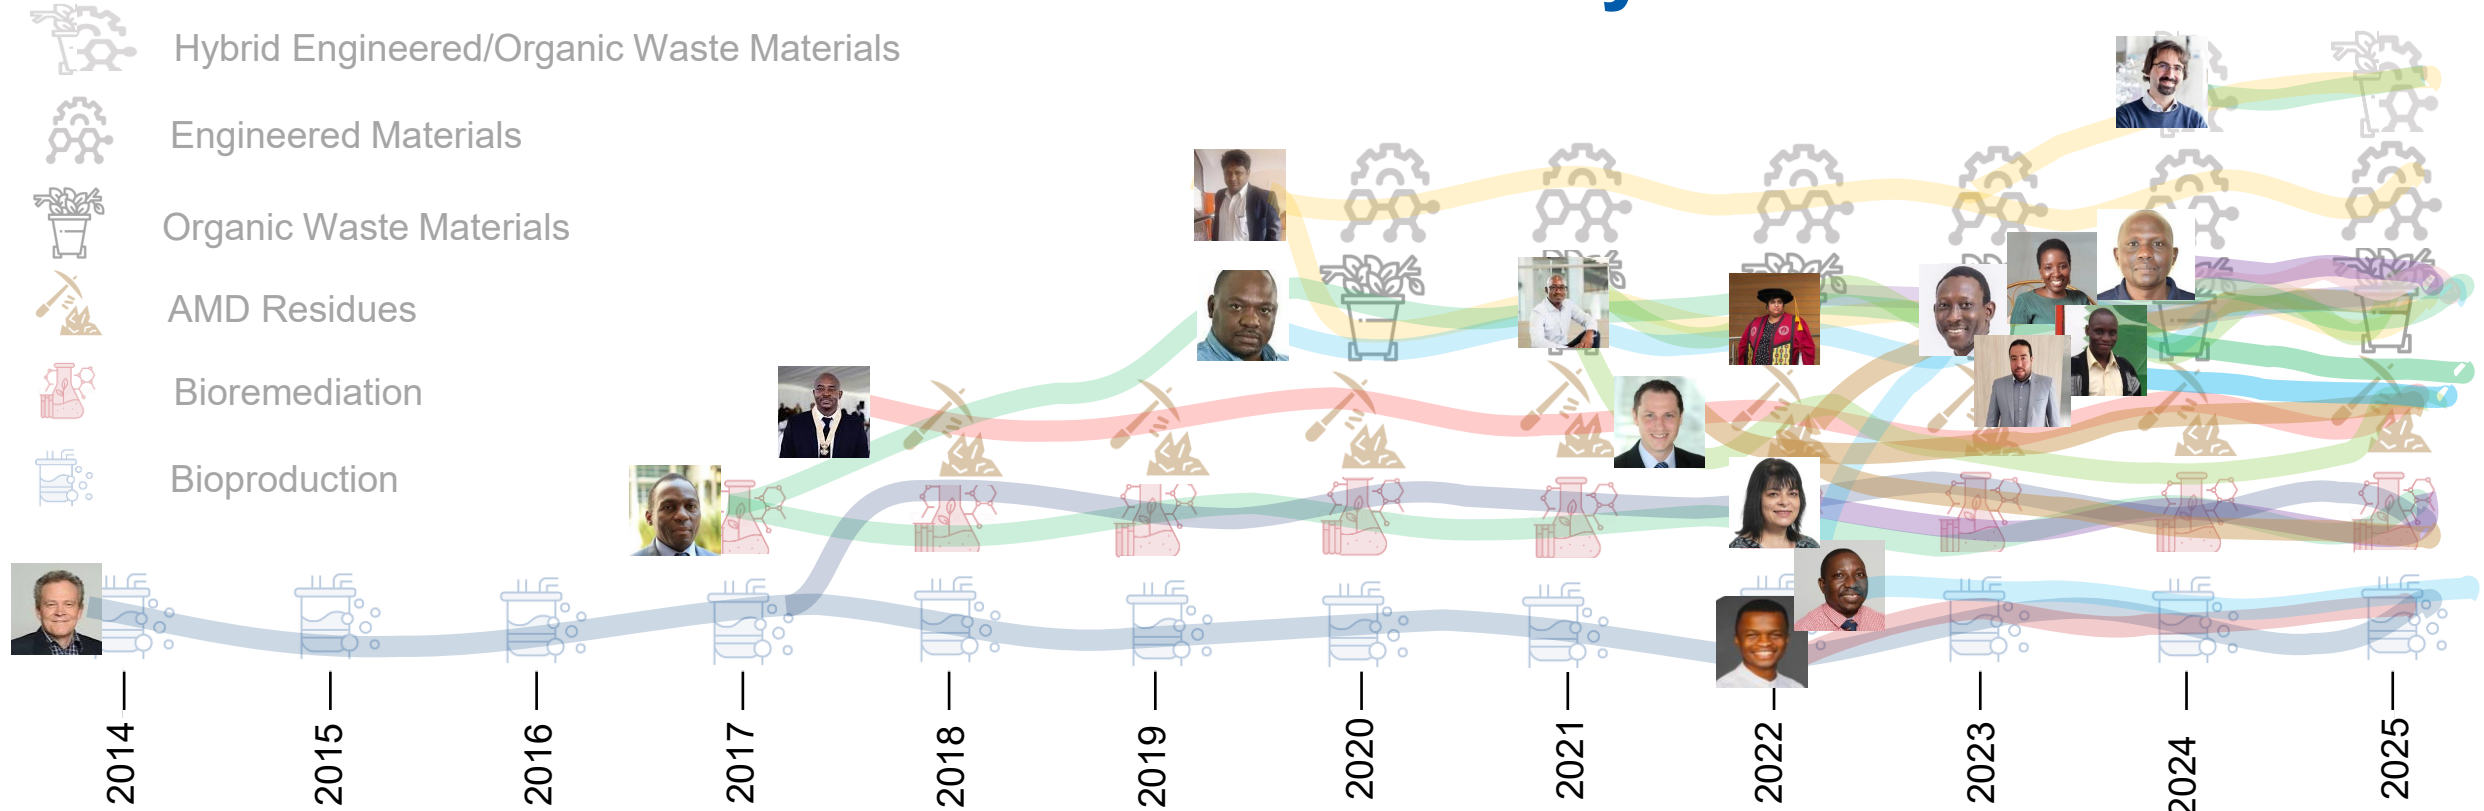 Hybrid Engineered/Organic Waste Materials
Engineered Materials
Organic Waste Materials
AMD Residues
Bioremediation
Bioproduction
2014
2015
2016
2017
2018
2019
2020
2021
2022
2023
2024
2025